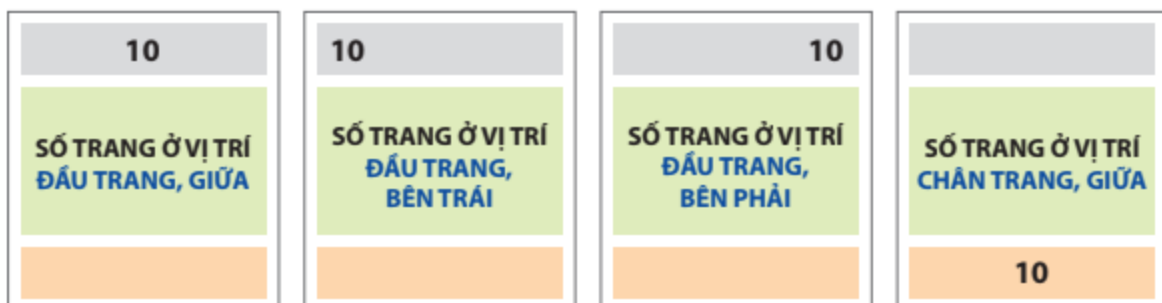 10
SỐ TRANG Ở VỊ TRÍ
ĐẦU TRANG, GIỮA
10
SỐ TRANG Ở VỊ TRÍ
ĐẦU TRANG,
BÊN TRÁI
10
SỐ TRANG Ở VỊ TRÍ
ĐẦU TRANG,
BÊN PHẢI
SỐ TRANG Ở VỊ TRÍ
CHÂN TRANG, GIỮA
10